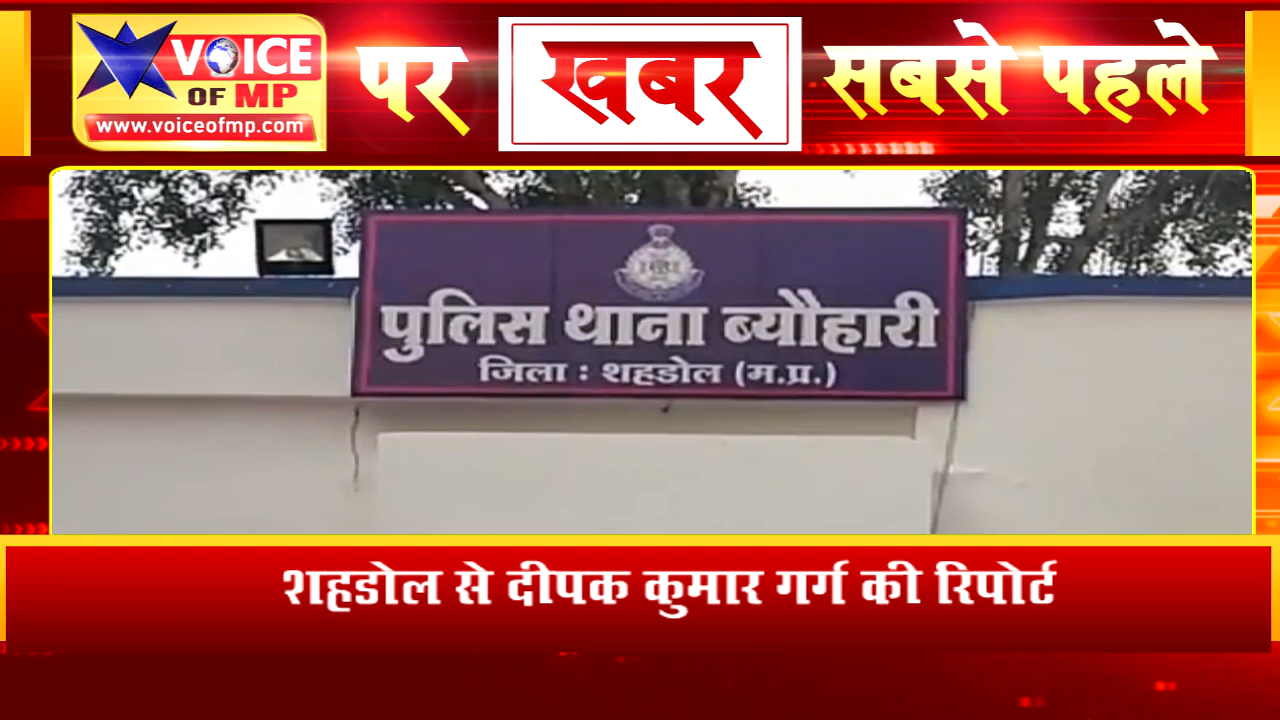 VOICE
OF MP
www.voiceofmp.com
पर खबर सबसे पहले
पुलिस थाना ब्यौहारी
जिला : शहडोल (म.प्र.)
शहडोल से दीपक कुमार गर्ग की रिपोर्ट